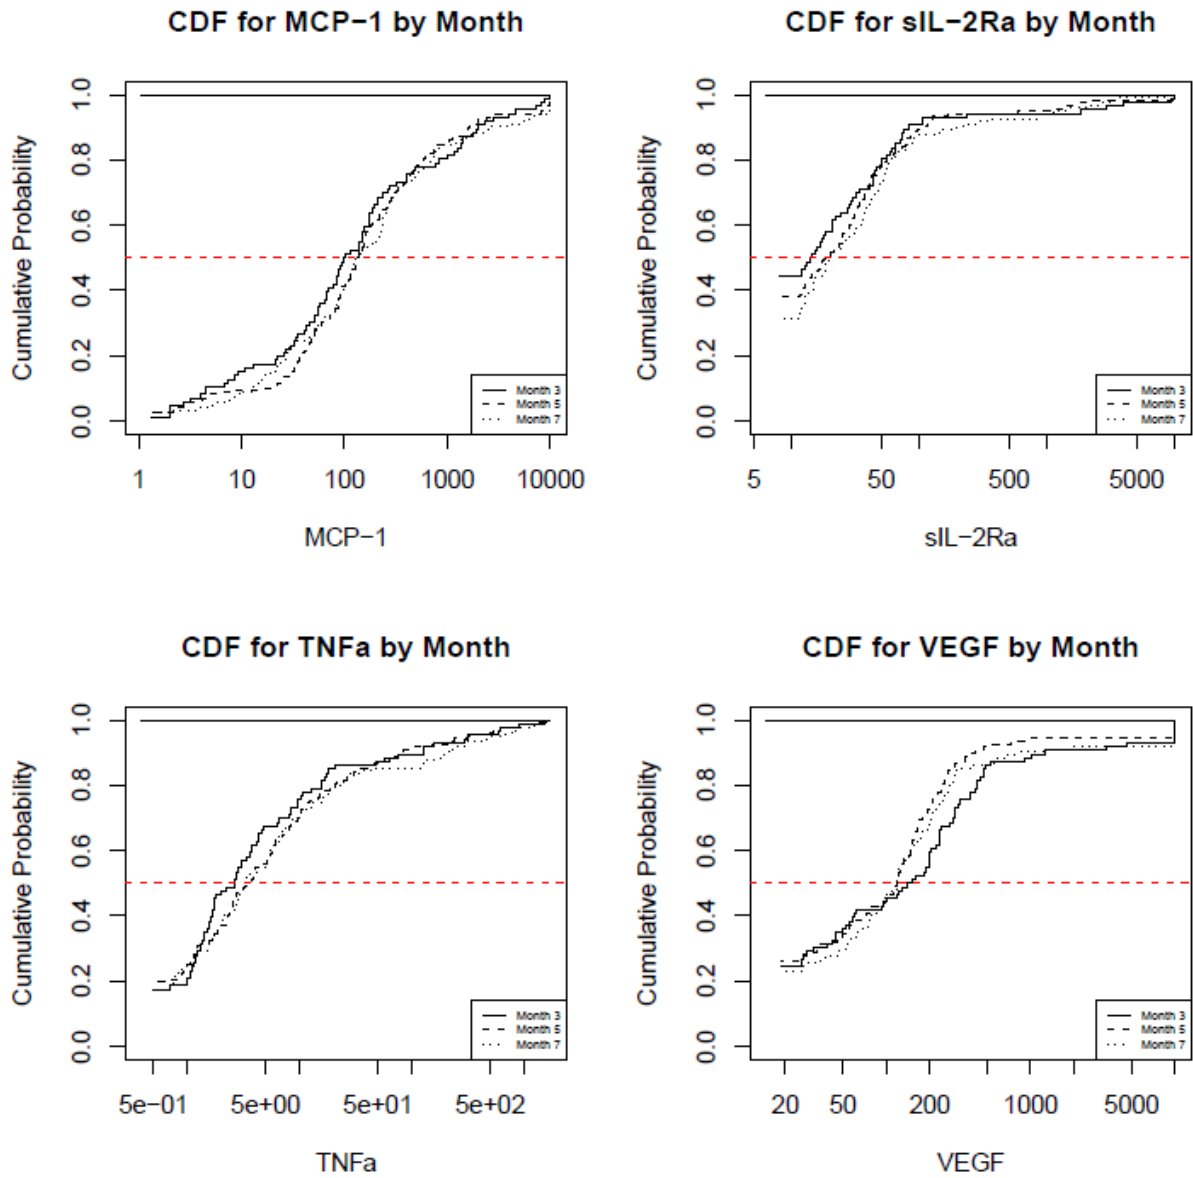 CDF for MCP−1 by Month
Cumulative Probability
1.0
0.8
0.6
0.4
0.2
0.0
Month 3
Month 5
Month 7
1 10 100 1000 10000
MCP−1
CDF for sIL−2Ra by Month
Cumulative Probability
1.0
0.8
0.6
0.4
0.2
0.0
Month 3
Month 5
Month 7
5 50 500 5000
sIL−2Ra
CDF for TNFa by Month
Cumulative Probability
1.0
0.8
0.6
0.4
0.2
0.0
Month 3
Month 5
Month 7
5e−01 5e+00 5e+01 5e+02
TNFa
CDF for VEGF by Month
Cumulative Probability
1.0
0.8
0.6
0.4
0.2
0.0
Month 3
Month 5
Month 7
20 50 200 1000 5000
VEGF